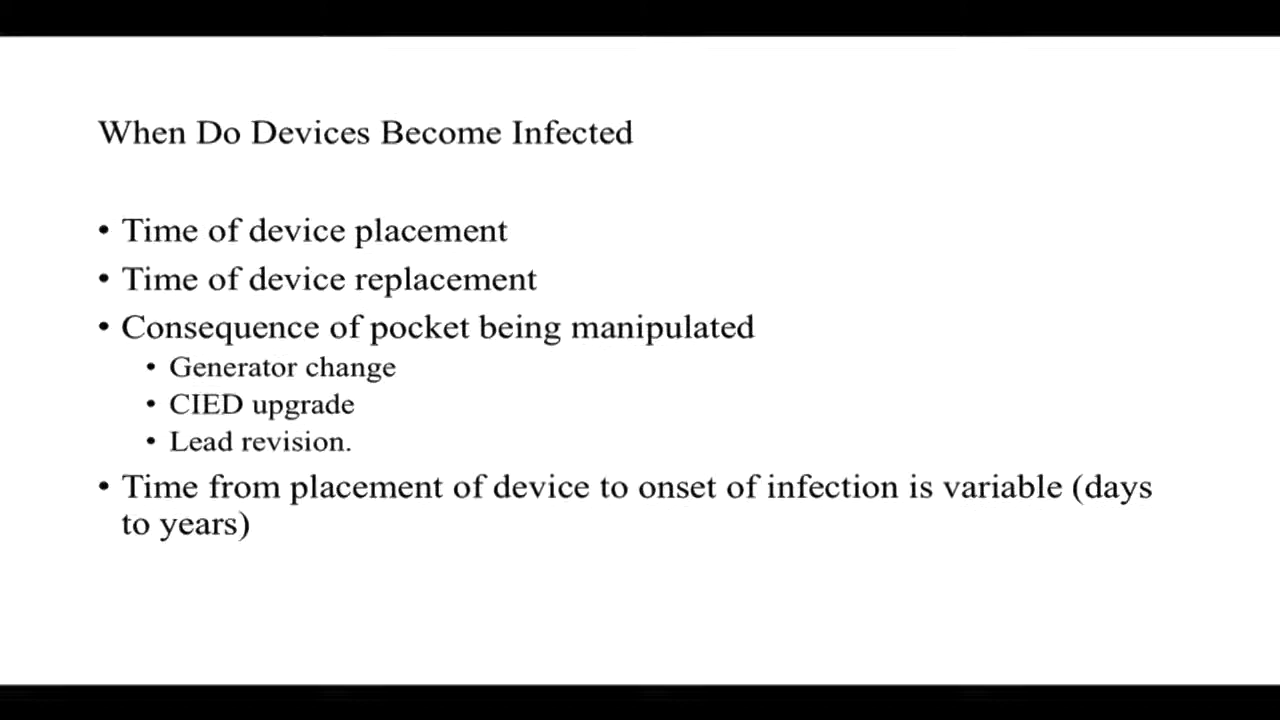 When Do Devices Become Infected
• Time of device placement
• Time of device replacement
• Consequence of pocket being manipulated
• Generator change
• CIED upgrade
• Lead revision.
• Time from placement of device to onset of infection is variable (days
to years)